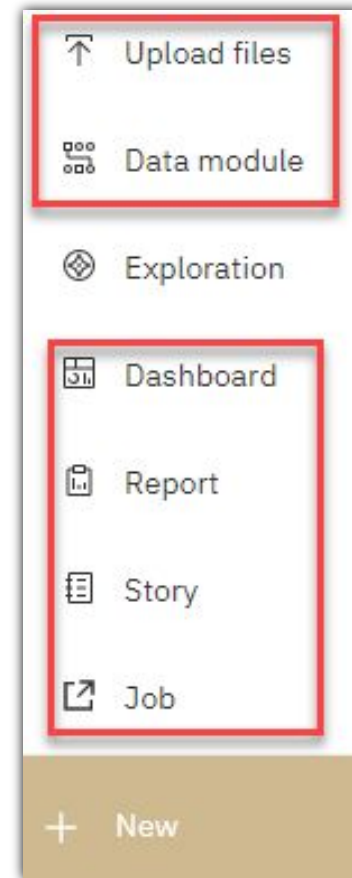 Upload files
Data module
Exploration
Dashboard
Report
Story
Job
+ New